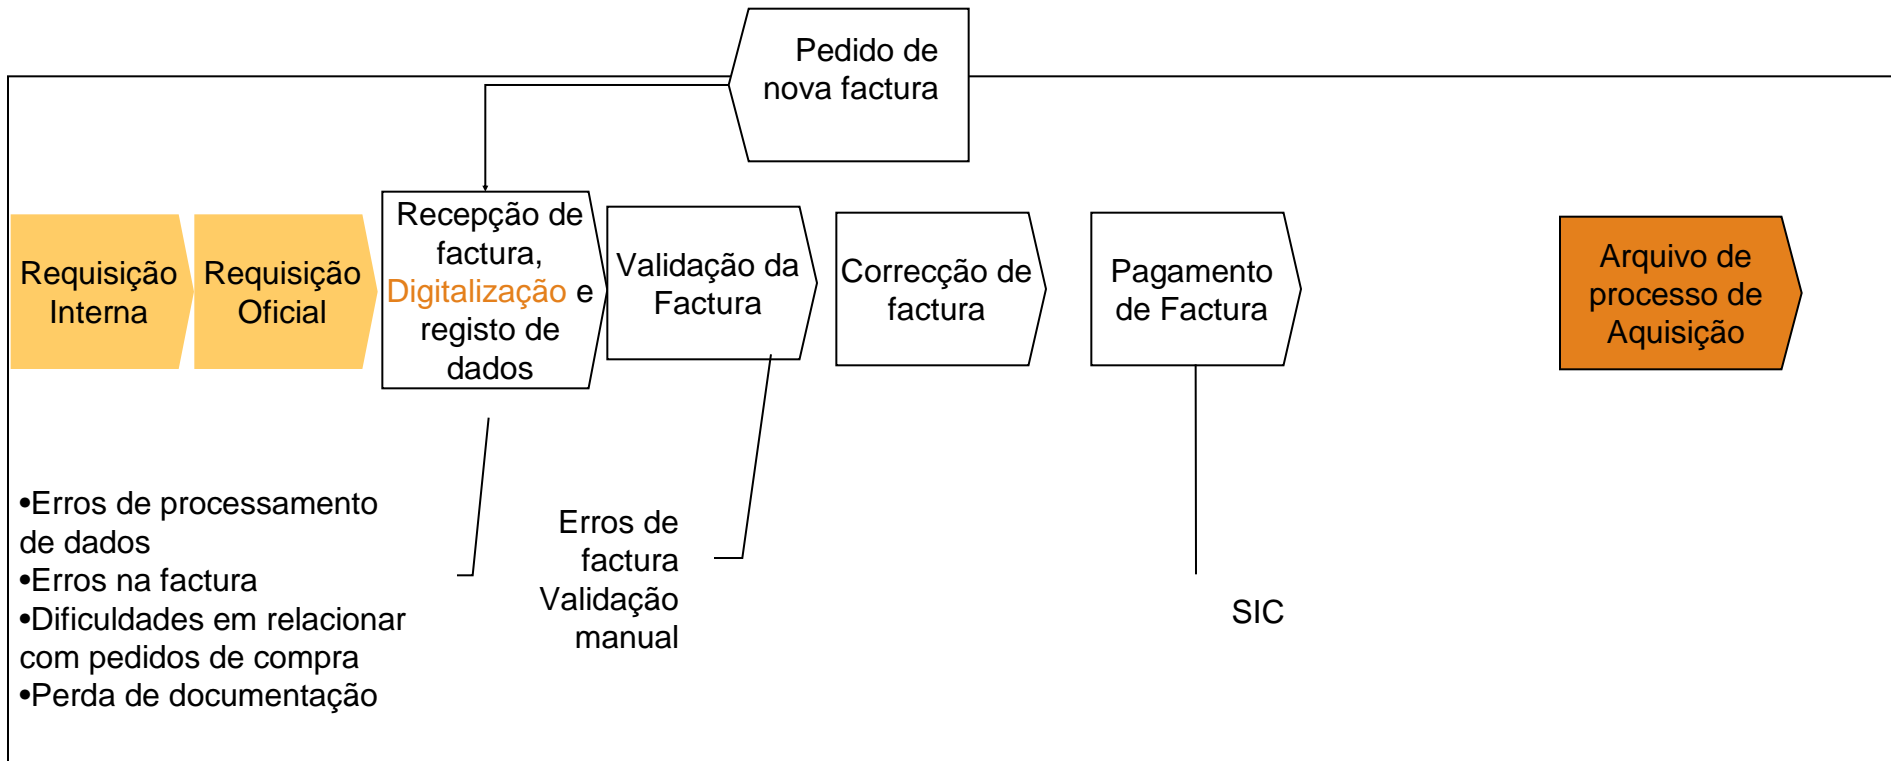 Pedido de
nova factura
Requisição
Interna
Requisição
Oficial
Recepção de
factura,
Digitalização e
registo de
dados
Validação da
Factura
Correcção de
factura
Pagamento
de Factura
Arquivo de
processo de
Aquisição
•Erros de processamento
de dados
•Erros na factura
•Dificuldades em relacionar
com pedidos de compra
•Perda de documentação
Erros de
factura
Validação
manual
SIC